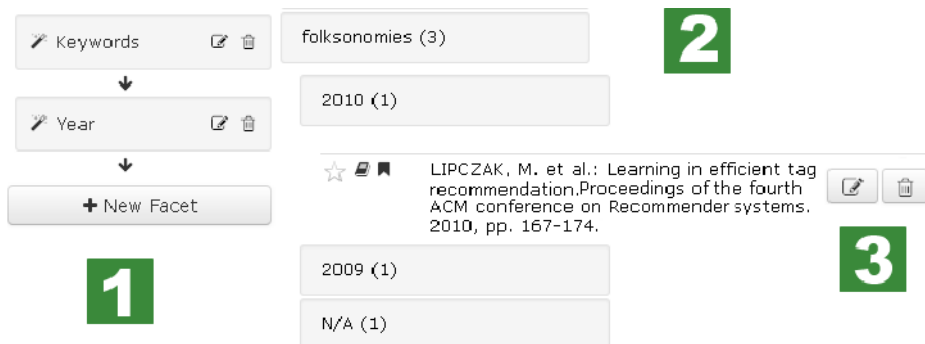 Keywords
Year
+ New Facet
1
folksonomies (3)
2
2010 (1)
LIPCZAK, M. et al.: Learning in efficient tag
recommendation.Proceedings of the fourth
ACM conference on Recommender systems.
2010, pp. 167-174.
3
2009 (1)
N/A (1)